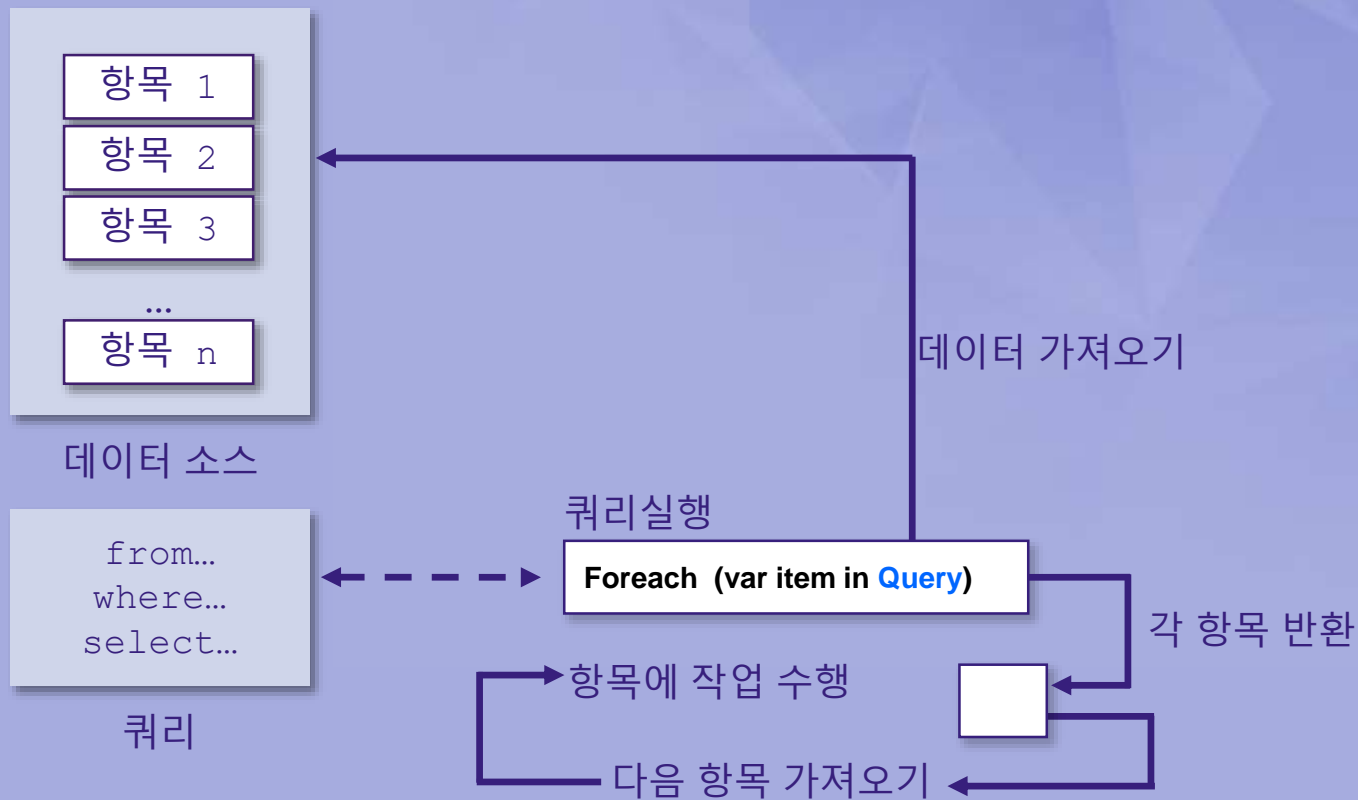 항목 1
항목 2
항목 3
…
항목 n
데이터 소스
데이터 가져오기
from…
where…
select…
쿼리
쿼리실행
Foreach (var item in Query)
각 항목 반환
항목에 작업 수행
다음 항목 가져오기